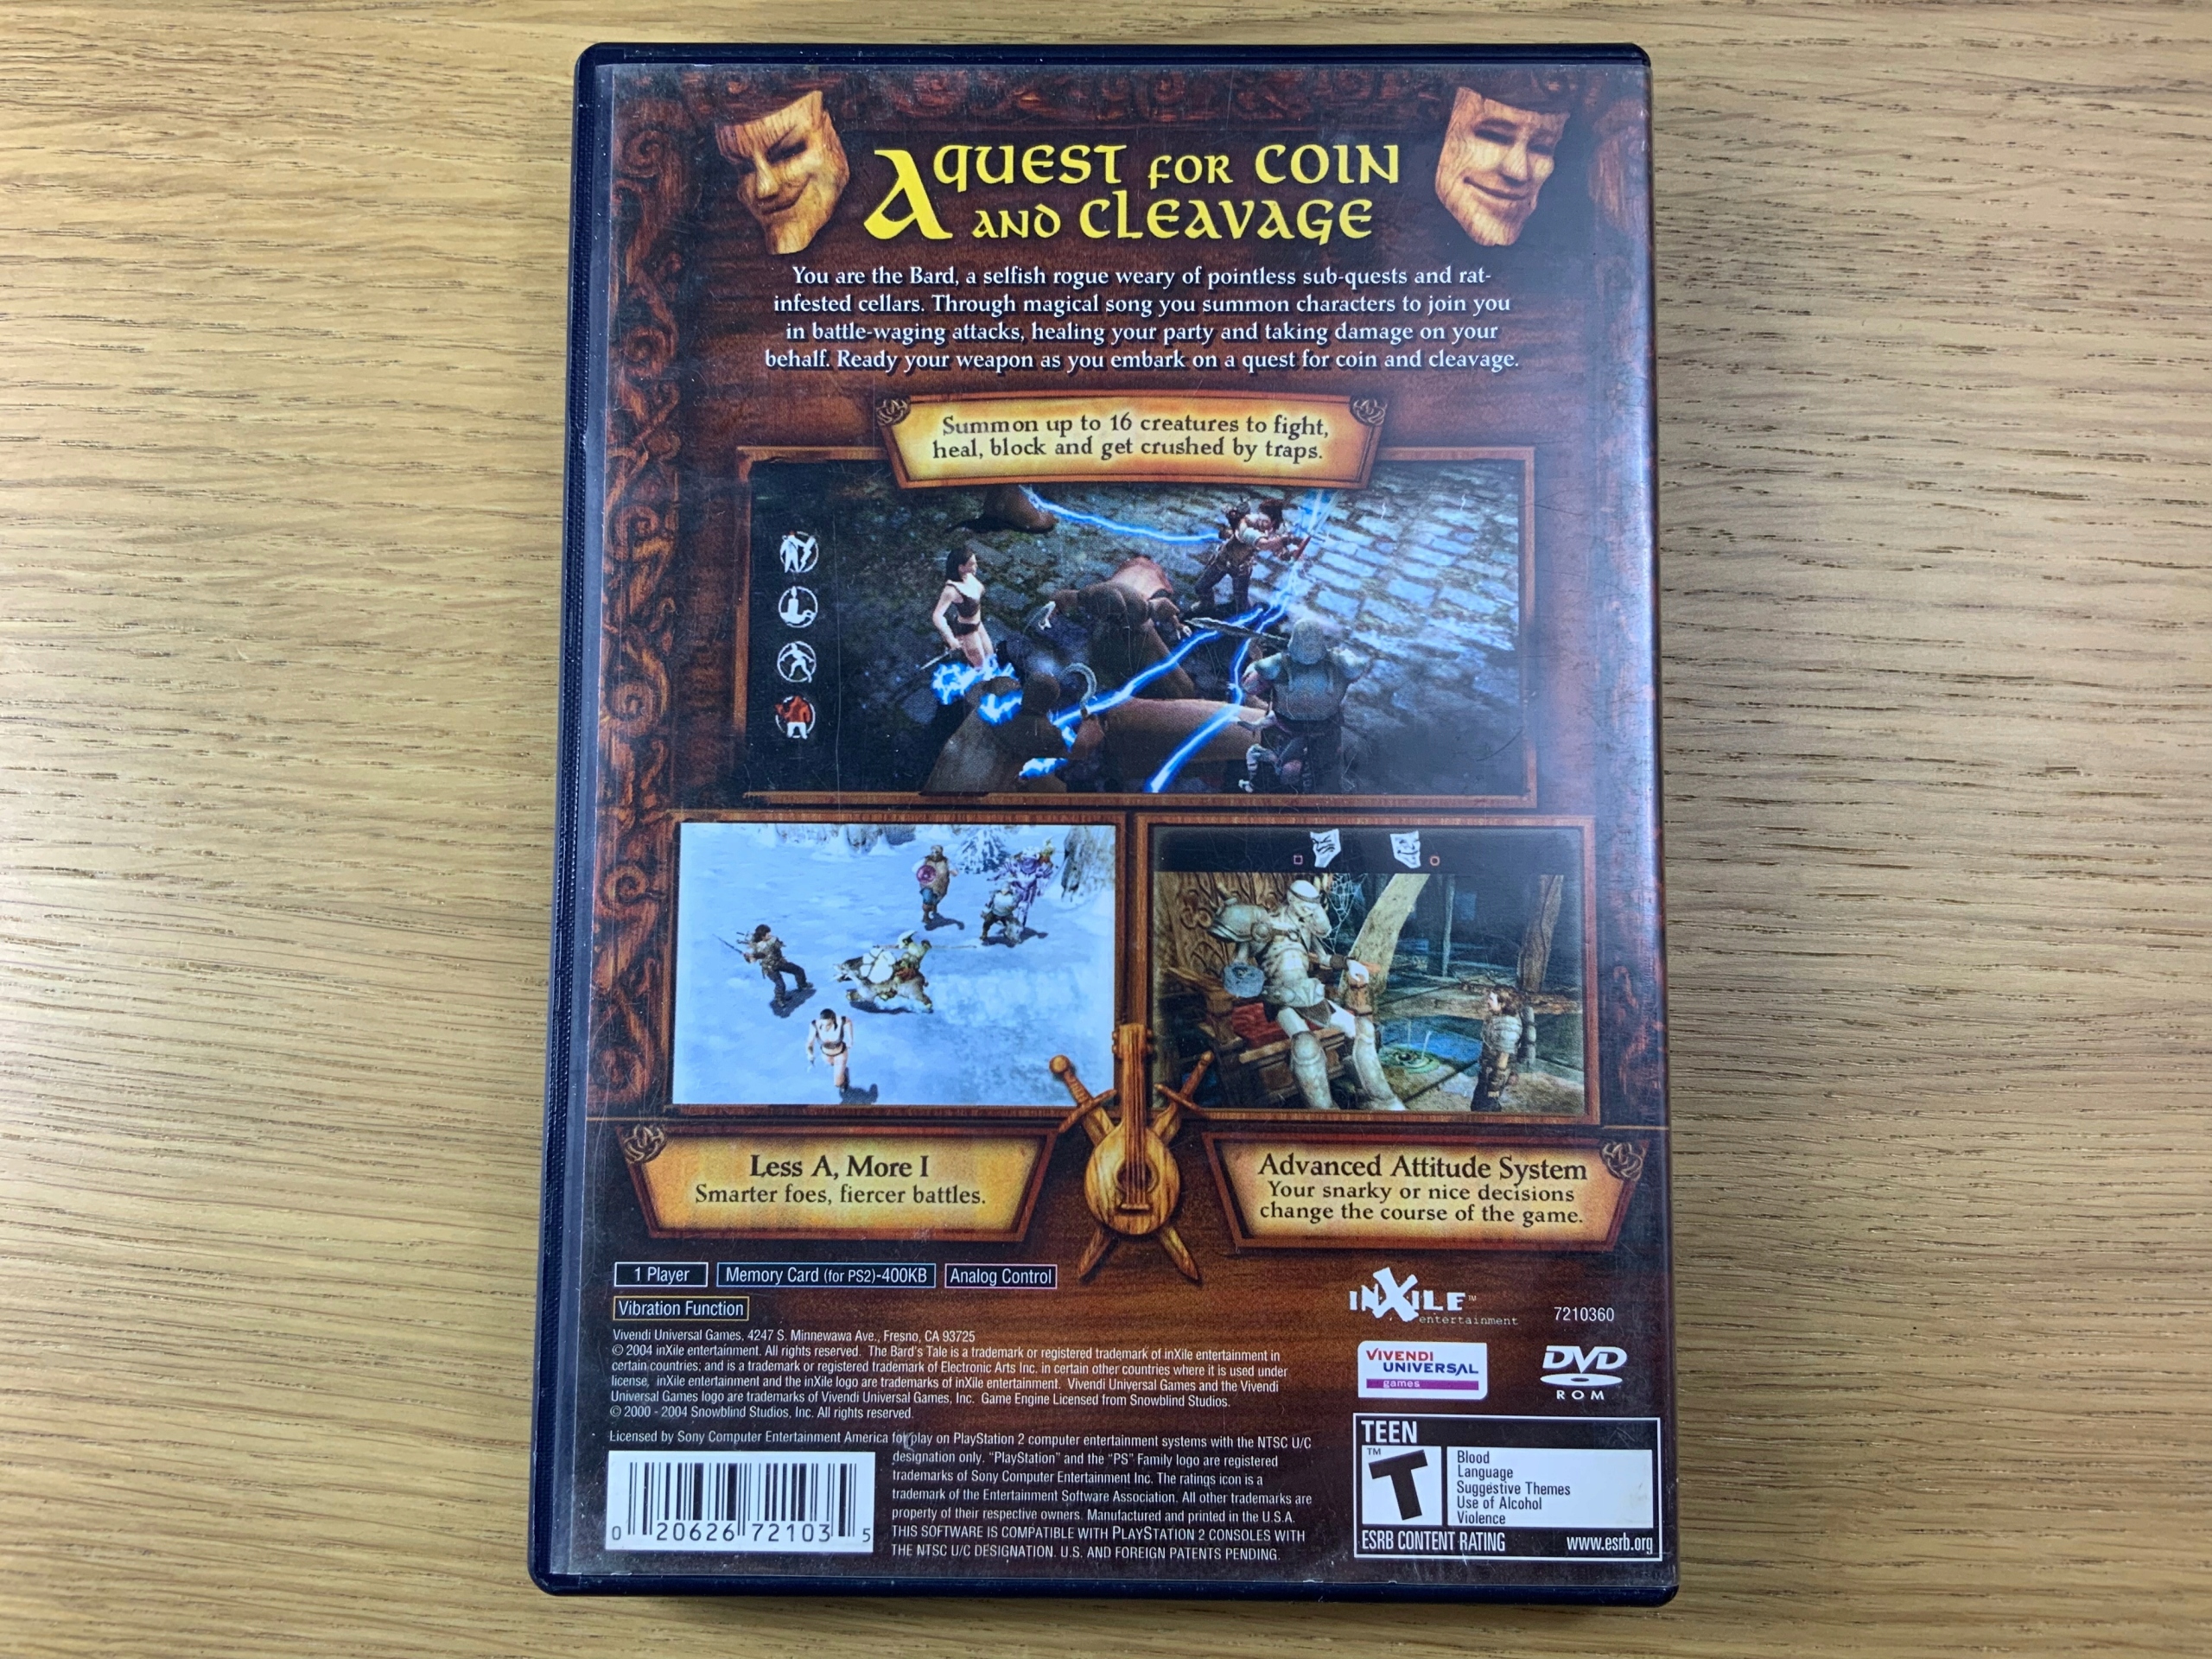 A QUEST FOR COIN
AND CLEAVAGE
You are the Bard, a selfish rogue weary of pointless sub-quests and rat-
infested cellars. Through magical song you summon characters to join you
in battle-waging attacks, healing your party and taking damage on your
behalf. Ready your weapon as you embark on a quest for coin and cleavage.
Summon up to 16 creatures to fight,
heal, block and get crushed by traps.
Less A, More I
Smarter foes, fiercer battles.
Advanced Attitude System
Your snarky or nice decisions
change the course of the game.
1 Player
Memory Card (for PS2)-400KB
Analog Control
Vibration Function
INXILE™
entertainment
7210360
Vivendi Universal Games, 4247 S. Minnewawa Ave., Fresno, CA 93725
© 2004 inXile entertainment. All rights reserved. The Bard's Tale is a trademark or registered trademark of inXile entertainment in
certain countries; and is a trademark or registered trademark of Electronic Arts Inc. in certain other countries where it is used under
license, inXile entertainment and the inXile logo are trademarks of inXile entertainment. Vivendi Universal Games and the Vivendi
Universal Games logo are trademarks of Vivendi Universal Games, Inc. Game Engine Licensed from Snowblind Studios.
© 2000 - 2004 Snowblind Studios, Inc. All rights reserved.
VIVENDI
UNIVERSAL
games
DVD
ROM
Licensed by Sony Computer Entertainment America for play on PlayStation 2 computer entertainment systems with the NTSC U/C
designation only. "PlayStation" and the "PS" Family logo are registered
trademarks of Sony Computer Entertainment Inc. The ratings icon is a
trademark of the Entertainment Software Association. All other trademarks are
property of their respective owners. Manufactured and printed in the U.S.A.
THIS SOFTWARE IS COMPATIBLE WITH PLAYSTATION 2 CONSOLES WITH
THE NTSC U/C DESIGNATION. U.S. AND FOREIGN PATENTS PENDING.
0 20626 72103 5
TEEN
T™
Blood
Language
Suggestive Themes
Use of Alcohol
Violence
ESRB CONTENT RATING
www.esrb.org